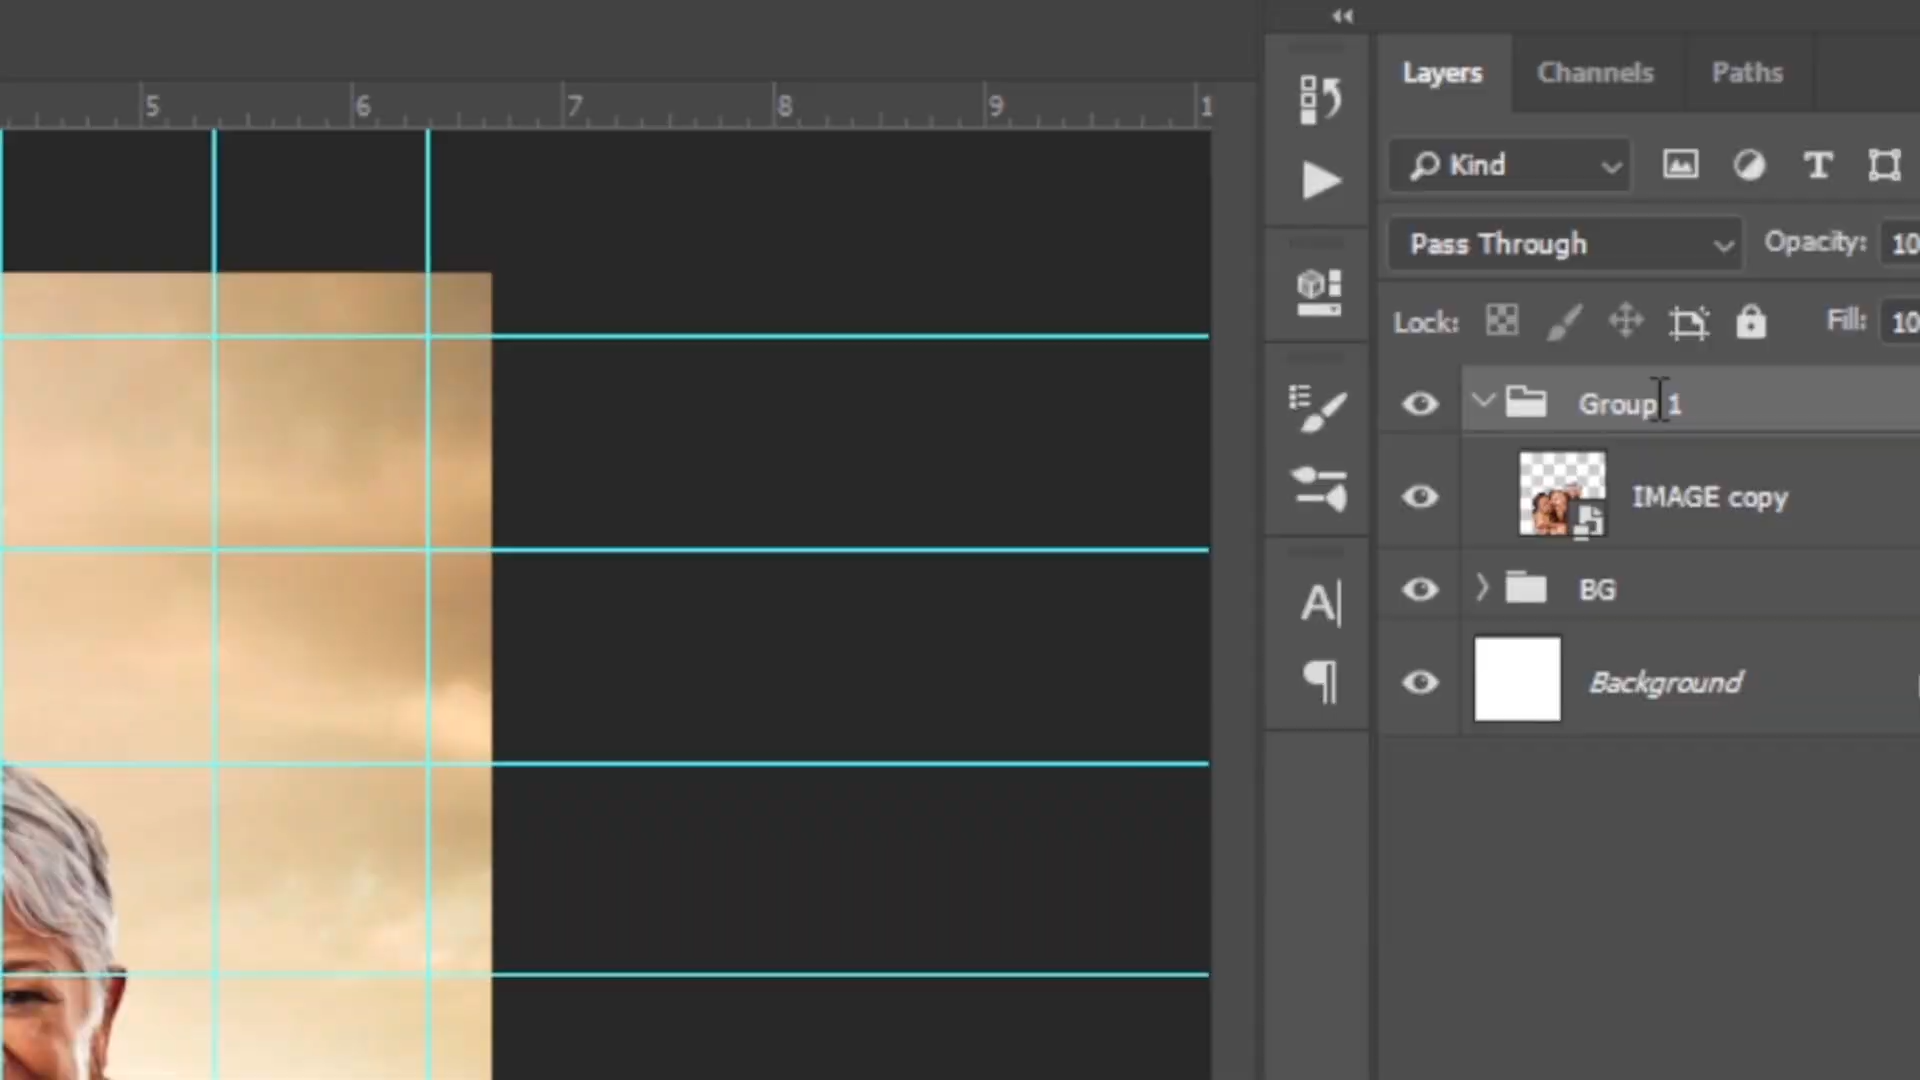 5 6 7 8 9 1
Layers Channels Paths
Kind
Pass Through Opacity: 10
Lock: Fill: 10
Group 1
IMAGE copy
BG
Background